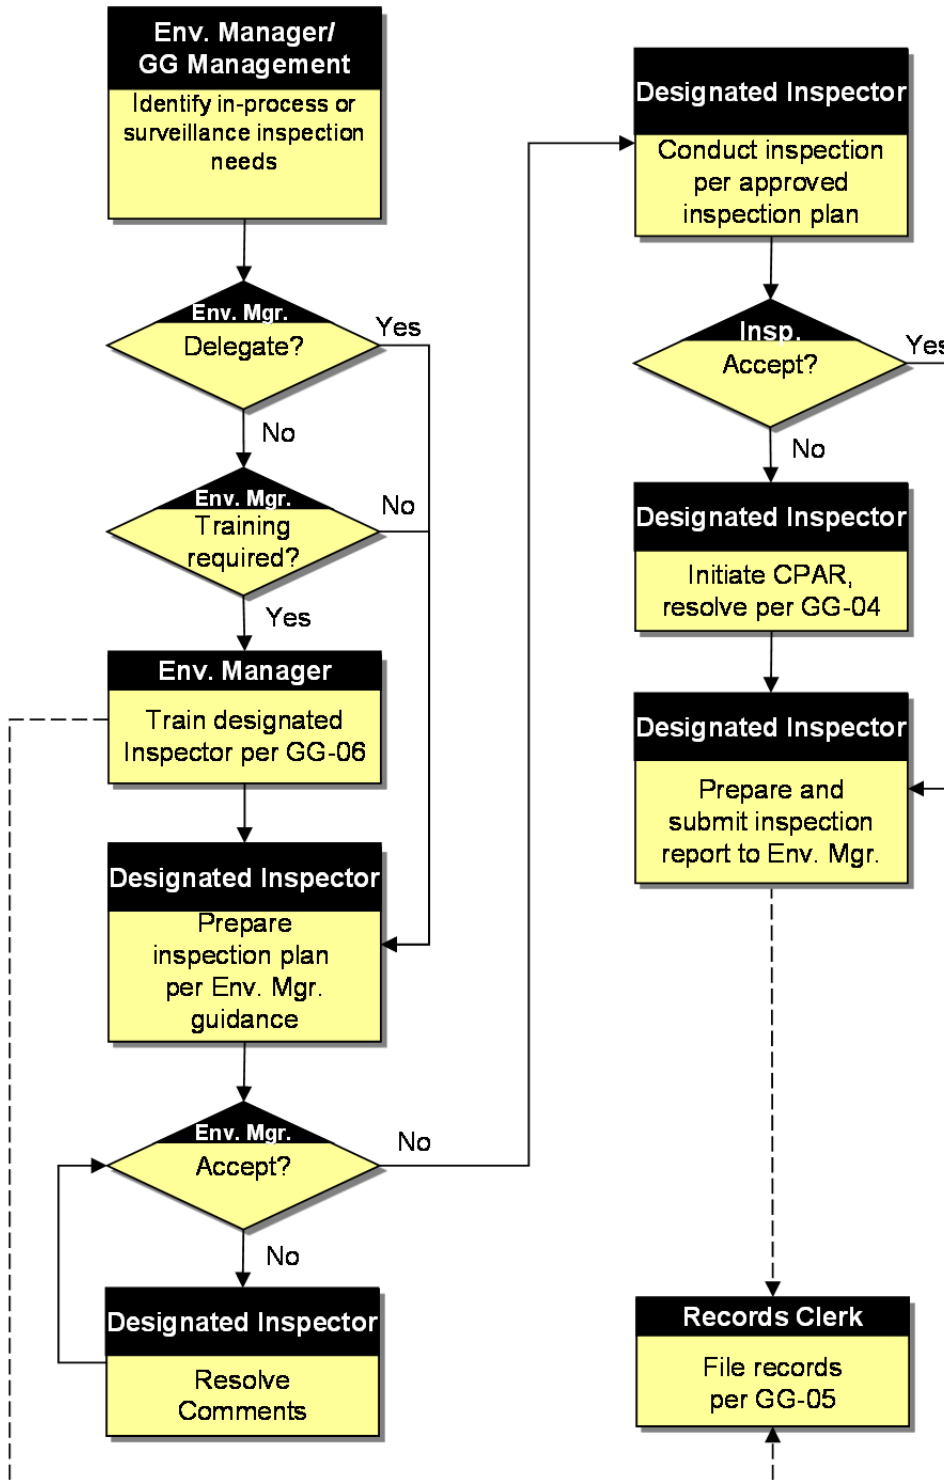 Env. Manager/
GG Management
Identify in-process or
surveillance inspection
needs
Env. Mgr.
Delegate?
Yes
No
Env. Mgr.
Training
required?
No
Yes
Env. Manager
Train designated
Inspector per GG-06
Designated Inspector
Prepare
inspection plan
per Env. Mgr.
guidance
Env. Mgr.
Accept?
No
No
Designated Inspector
Resolve
Comments
Designated Inspector
Conduct inspection
per approved
inspection plan
Insp.
Accept?
Yes
No
Designated Inspector
Initiate CPAR,
resolve per GG-04
Designated Inspector
Prepare and
submit inspection
report to Env. Mgr.
Records Clerk
File records
per GG-05